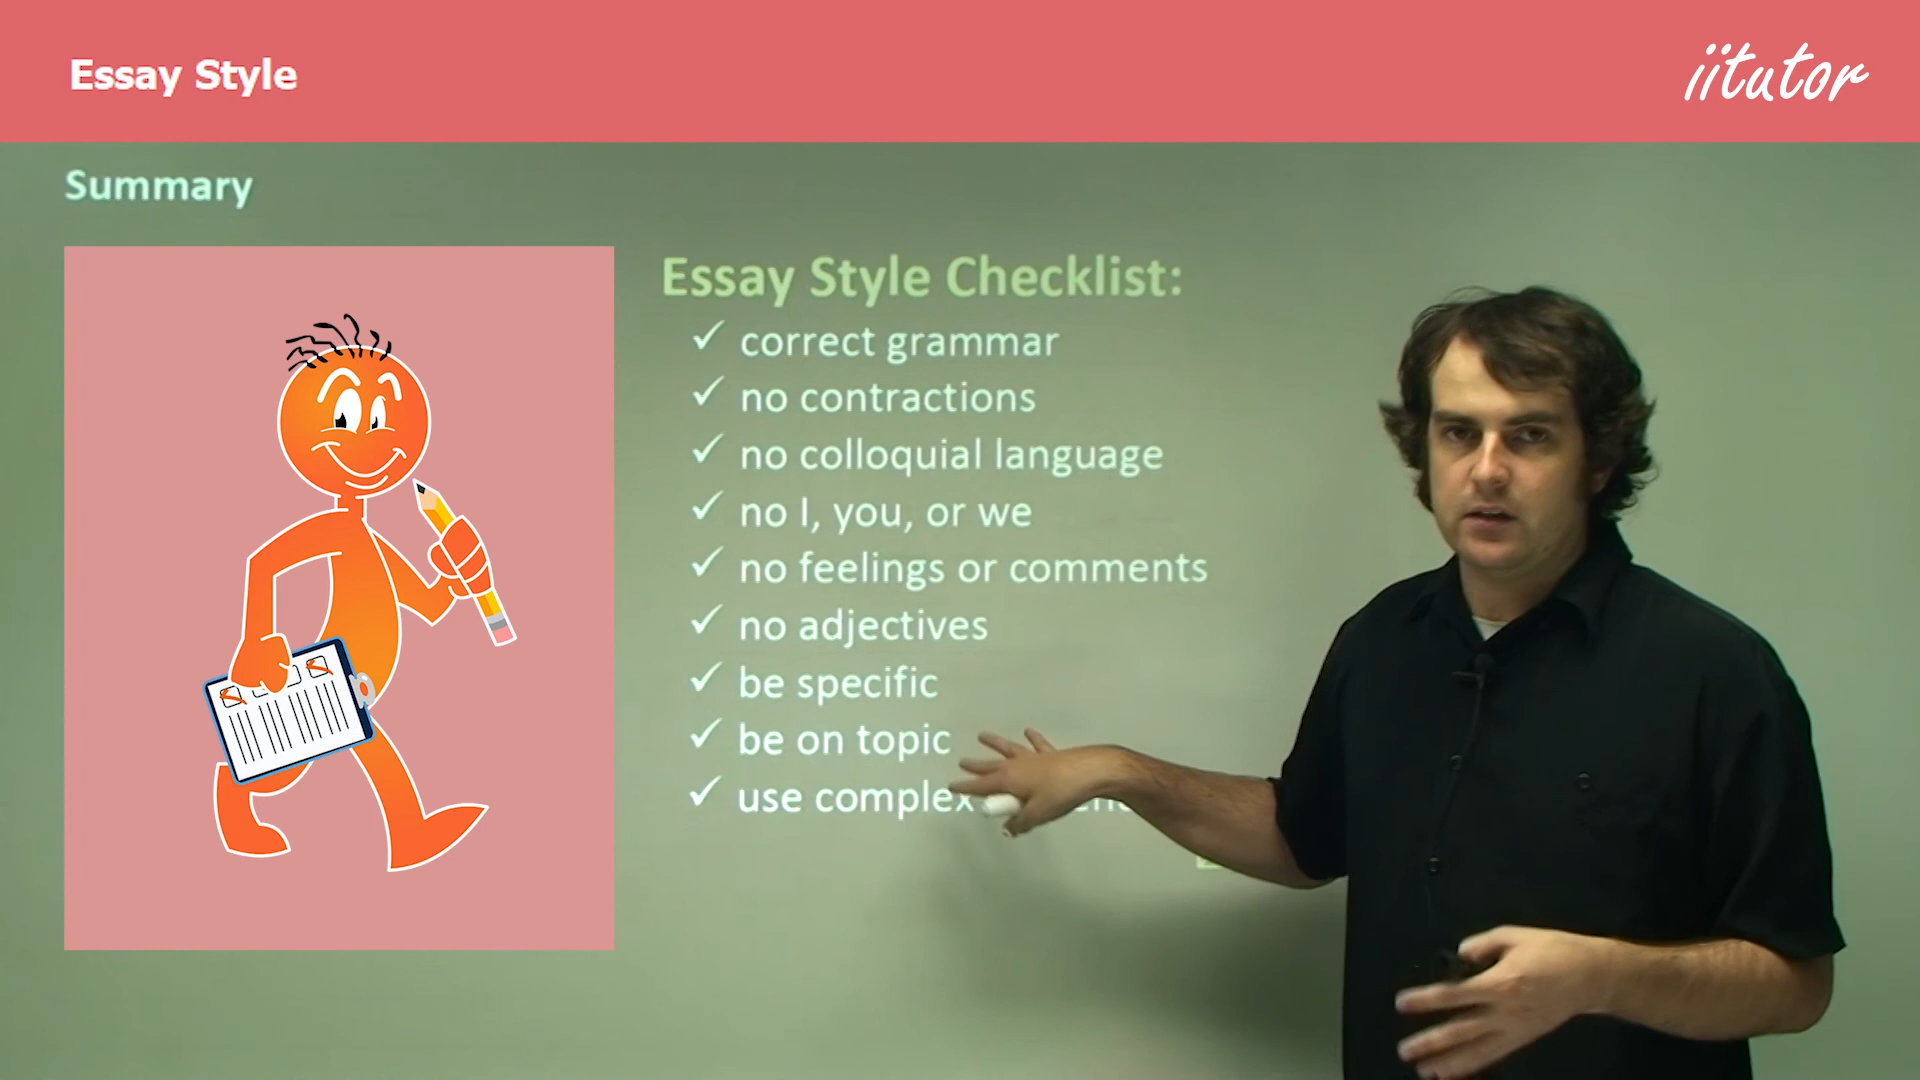 Essay Style
iitutor
Summary
Essay Style Checklist:
✓ correct grammar
✓ no contractions
✓ no colloquial language
✓ no I, you, or we
✓ no feelings or comments
✓ no adjectives
✓ be specific
✓ be on topic
✓ use complex